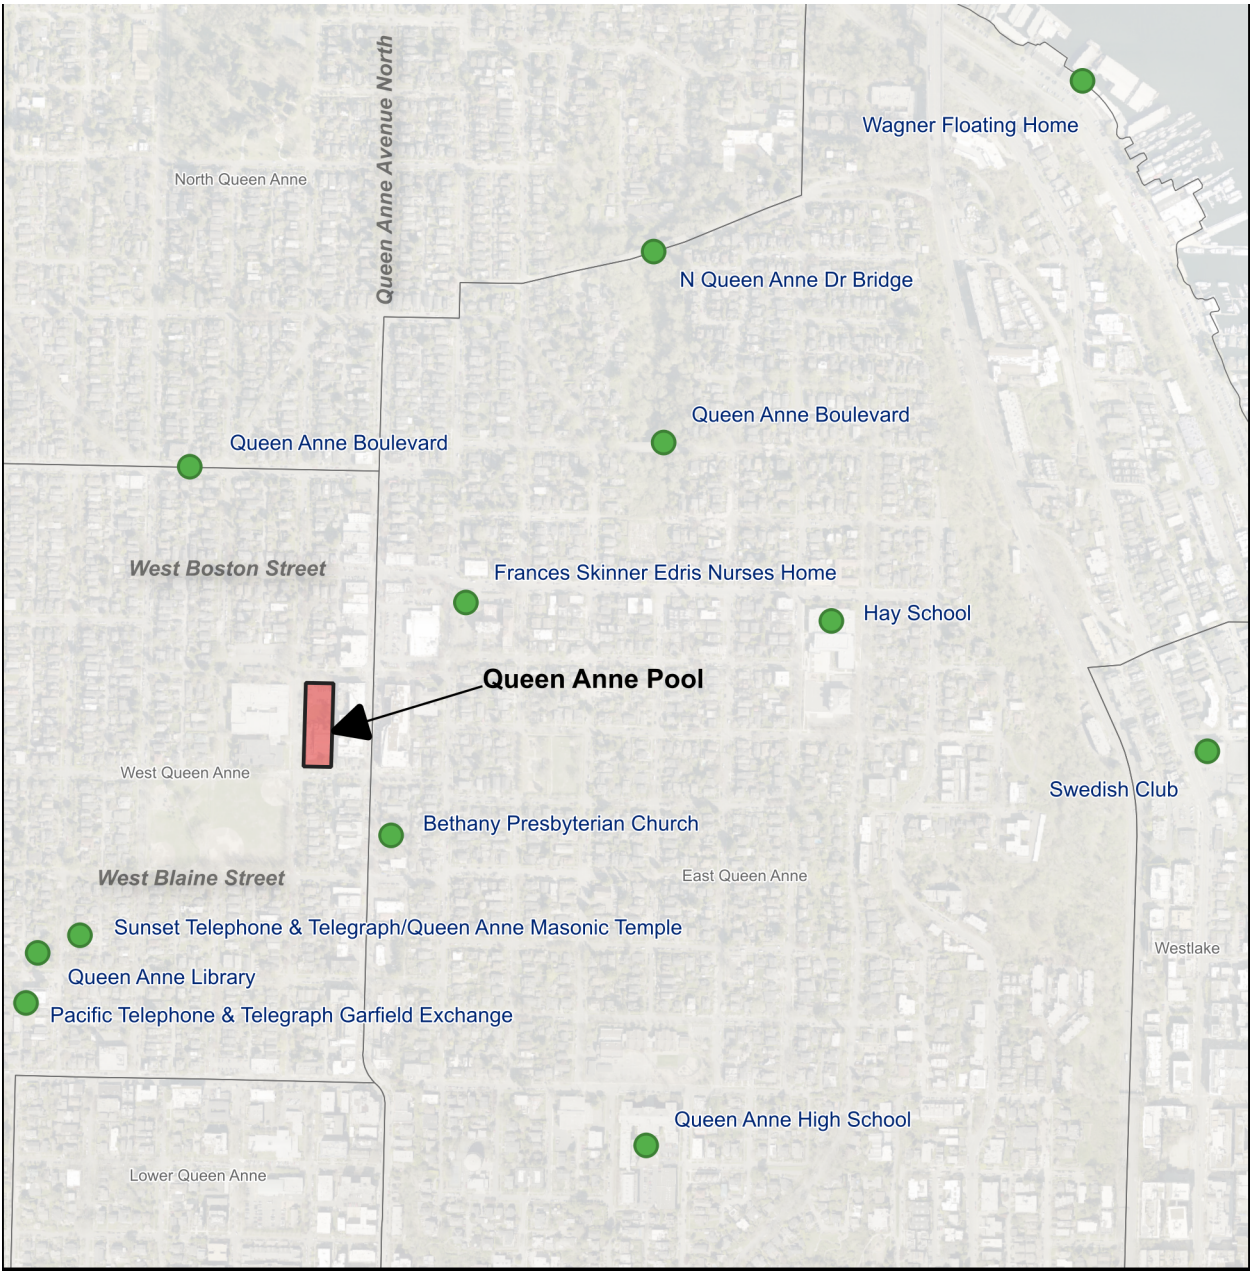 Queen Anne Avenue North
Wagner Floating Home
North Queen Anne
N Queen Anne Dr Bridge
Queen Anne Boulevard
Queen Anne Boulevard
West Boston Street
Frances Skinner Edris Nurses Home
Hay School
Queen Anne Pool
West Queen Anne
Swedish Club
Bethany Presbyterian Church
West Blaine Street
East Queen Anne
Sunset Telephone & Telegraph/Queen Anne Masonic Temple
Westlake
Queen Anne Library
Pacific Telephone & Telegraph Garfield Exchange
Queen Anne High School
Lower Queen Anne